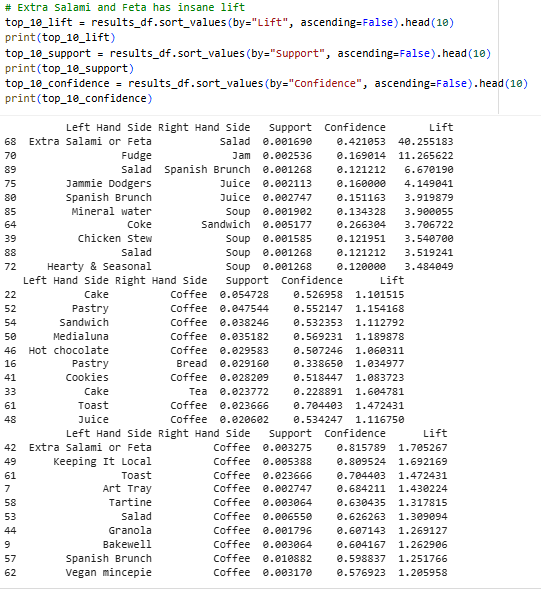 # Extra Salami and Feta has insane lift
top_10_lift = results_df.sort_values(by="Lift", ascending=False).head(10)
print(top_10_lift)
top_10_support = results_df.sort_values(by="Support", ascending=False).head(10)
print(top_10_support)
top_10_confidence = results_df.sort_values(by="Confidence", ascending=False).head(10)
print(top_10_confidence)
Left Hand Side Right Hand Side Support Confidence Lift
68 Extra Salami or Feta Salad 0.001690 0.421053 40.255183
70 Fudge Jam 0.002536 0.169014 11.265622
89 Salad Spanish Brunch 0.001268 0.121212 6.670190
75 Jammie Dodgers Juice 0.002113 0.160000 4.149041
80 Spanish Brunch Juice 0.002747 0.151163 3.919879
85 Mineral water Soup 0.001902 0.134328 3.900055
64 Coke Sandwich 0.005177 0.266304 3.706722
39 Chicken Stew Soup 0.001585 0.121951 3.540700
88 Salad Soup 0.001268 0.121212 3.519241
72 Hearty & Seasonal Soup 0.001268 0.120000 3.484049
Left Hand Side Right Hand Side Support Confidence Lift
22 Cake Coffee 0.054728 0.526958 1.101515
52 Pastry Coffee 0.047544 0.552147 1.154168
54 Sandwich Coffee 0.038246 0.532353 1.112792
50 Medialuna Coffee 0.035182 0.569231 1.189878
46 Hot chocolate Coffee 0.029583 0.507246 1.060311
16 Pastry Bread 0.029160 0.338650 1.034977
41 Cookies Coffee 0.028209 0.518447 1.083723
33 Cake Tea 0.023772 0.228891 1.604781
61 Toast Coffee 0.023666 0.704403 1.472431
48 Juice Coffee 0.020602 0.534247 1.116750
Left Hand Side Right Hand Side Support Confidence Lift
42 Extra Salami or Feta Coffee 0.003275 0.815789 1.705267
49 Keeping It Local Coffee 0.005388 0.809524 1.692169
61 Toast Coffee 0.023666 0.704403 1.472431
7 Art Tray Coffee 0.002747 0.684211 1.430224
58 Tartine Coffee 0.003064 0.630435 1.317815
53 Salad Coffee 0.006550 0.626263 1.309094
44 Granola Coffee 0.001796 0.607143 1.269127
9 Bakewell Coffee 0.003064 0.604167 1.262906
57 Spanish Brunch Coffee 0.010882 0.598837 1.251766
62 Vegan mincepie Coffee 0.003170 0.576923 1.205958